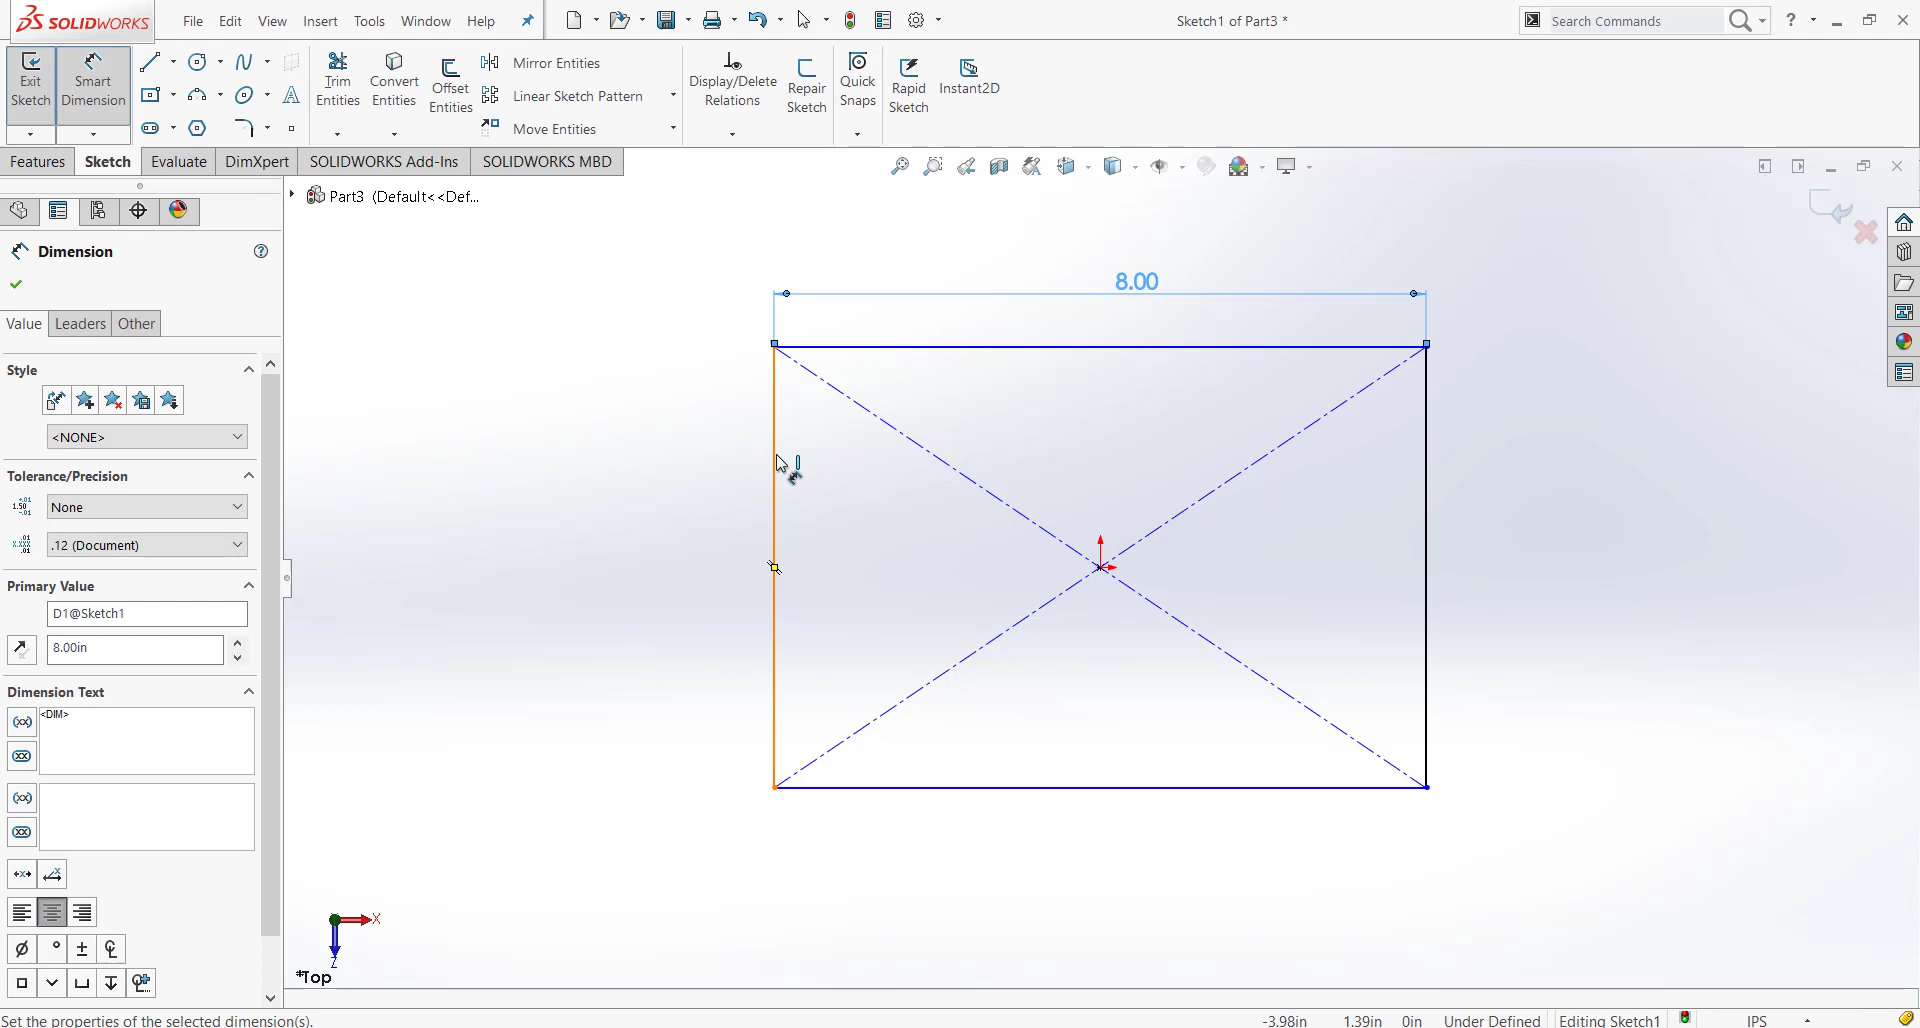 SOLIDWORKS
File Edit View Insert Tools Window Help
Sketch1 of Part3 *
Search Commands
?
Exit Sketch
Smart Dimension
Trim Entities
Convert Entities
Offset Entities
Mirror Entities
Linear Sketch Pattern
Move Entities
Display/Delete Relations
Repair Sketch
Quick Snaps
Rapid Sketch
Instant2D
Features Sketch Evaluate DimXpert SOLIDWORKS Add-Ins SOLIDWORKS MBD
Part3 (Default<<Def...
Dimension
?
Value Leaders Other
Style
<NONE>
Tolerance/Precision
None
.12 (Document)
Primary Value
D1@Sketch1
8.00in
Dimension Text
<DIM>
8.00
X
Z
*Top
Set the properties of the selected dimension(s).
-3.98in 1.39in 0in Under Defined Editing Sketch1 IPS